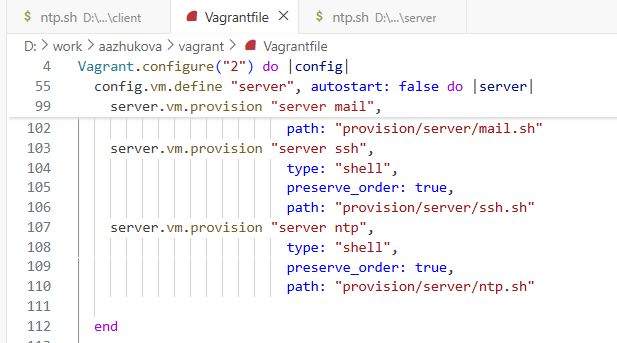 $ ntp.sh D:\...\client
Vagrantfile ×
$ ntp.sh D:\...\server
D: > work > aazhukova > vagrant > Vagrantfile
4 Vagrant.configure("2") do |config|
55 config.vm.define "server", autostart: false do |server|
99 server.vm.provision "server mail",
102 path: "provision/server/mail.sh"
103 server.vm.provision "server ssh",
104 type: "shell",
105 preserve_order: true,
106 path: "provision/server/ssh.sh"
107 server.vm.provision "server ntp",
108 type: "shell",
109 preserve_order: true,
110 path: "provision/server/ntp.sh"
111
112 end